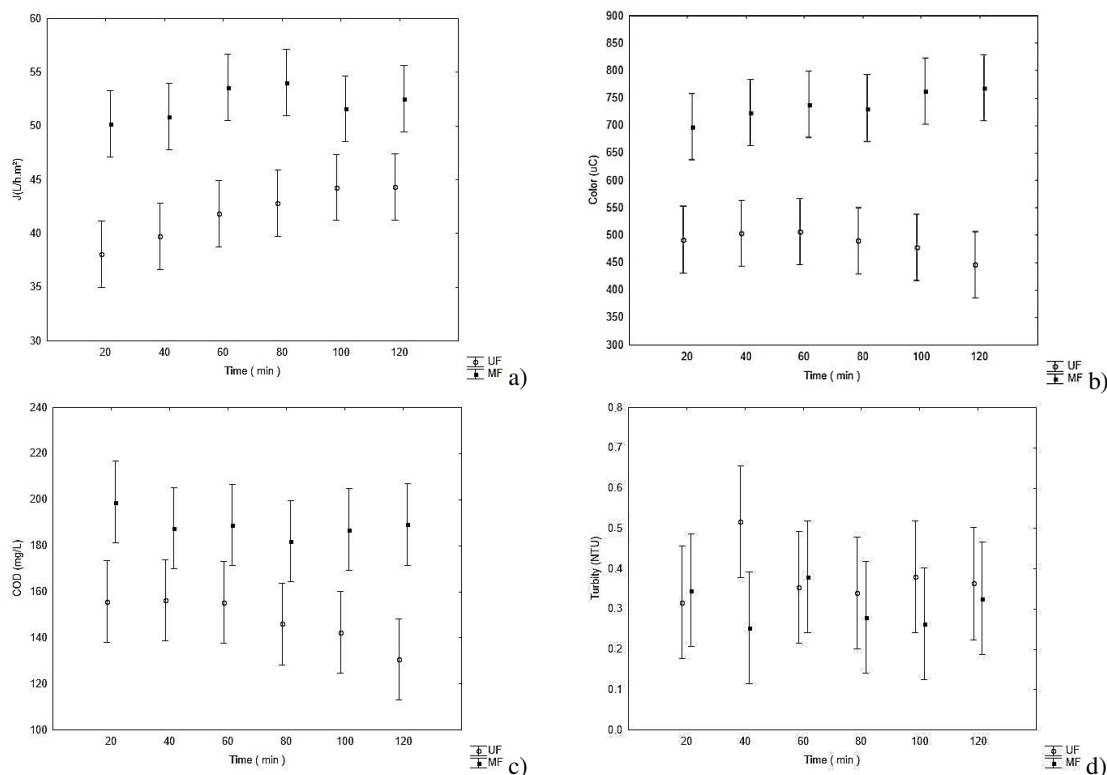 60
55
50
45
40
35
30
J(L/h.m²)
20 40 60 80 100 120
Time ( min )
UF
MF
a)
900
850
800
750
700
650
600
550
500
450
400
350
300
Color (uC)
20 40 60 80 100 120
Time ( min )
UF
MF
b)
240
220
200
180
160
140
120
100
COD (mg/L)
20 40 60 80 100 120
Time ( min )
UF
MF
c)
0.8
0.7
0.6
0.5
0.4
0.3
0.2
0.1
0.0
Turbity (NTU)
20 40 60 80 100 120
Time ( min )
UF
MF
d)